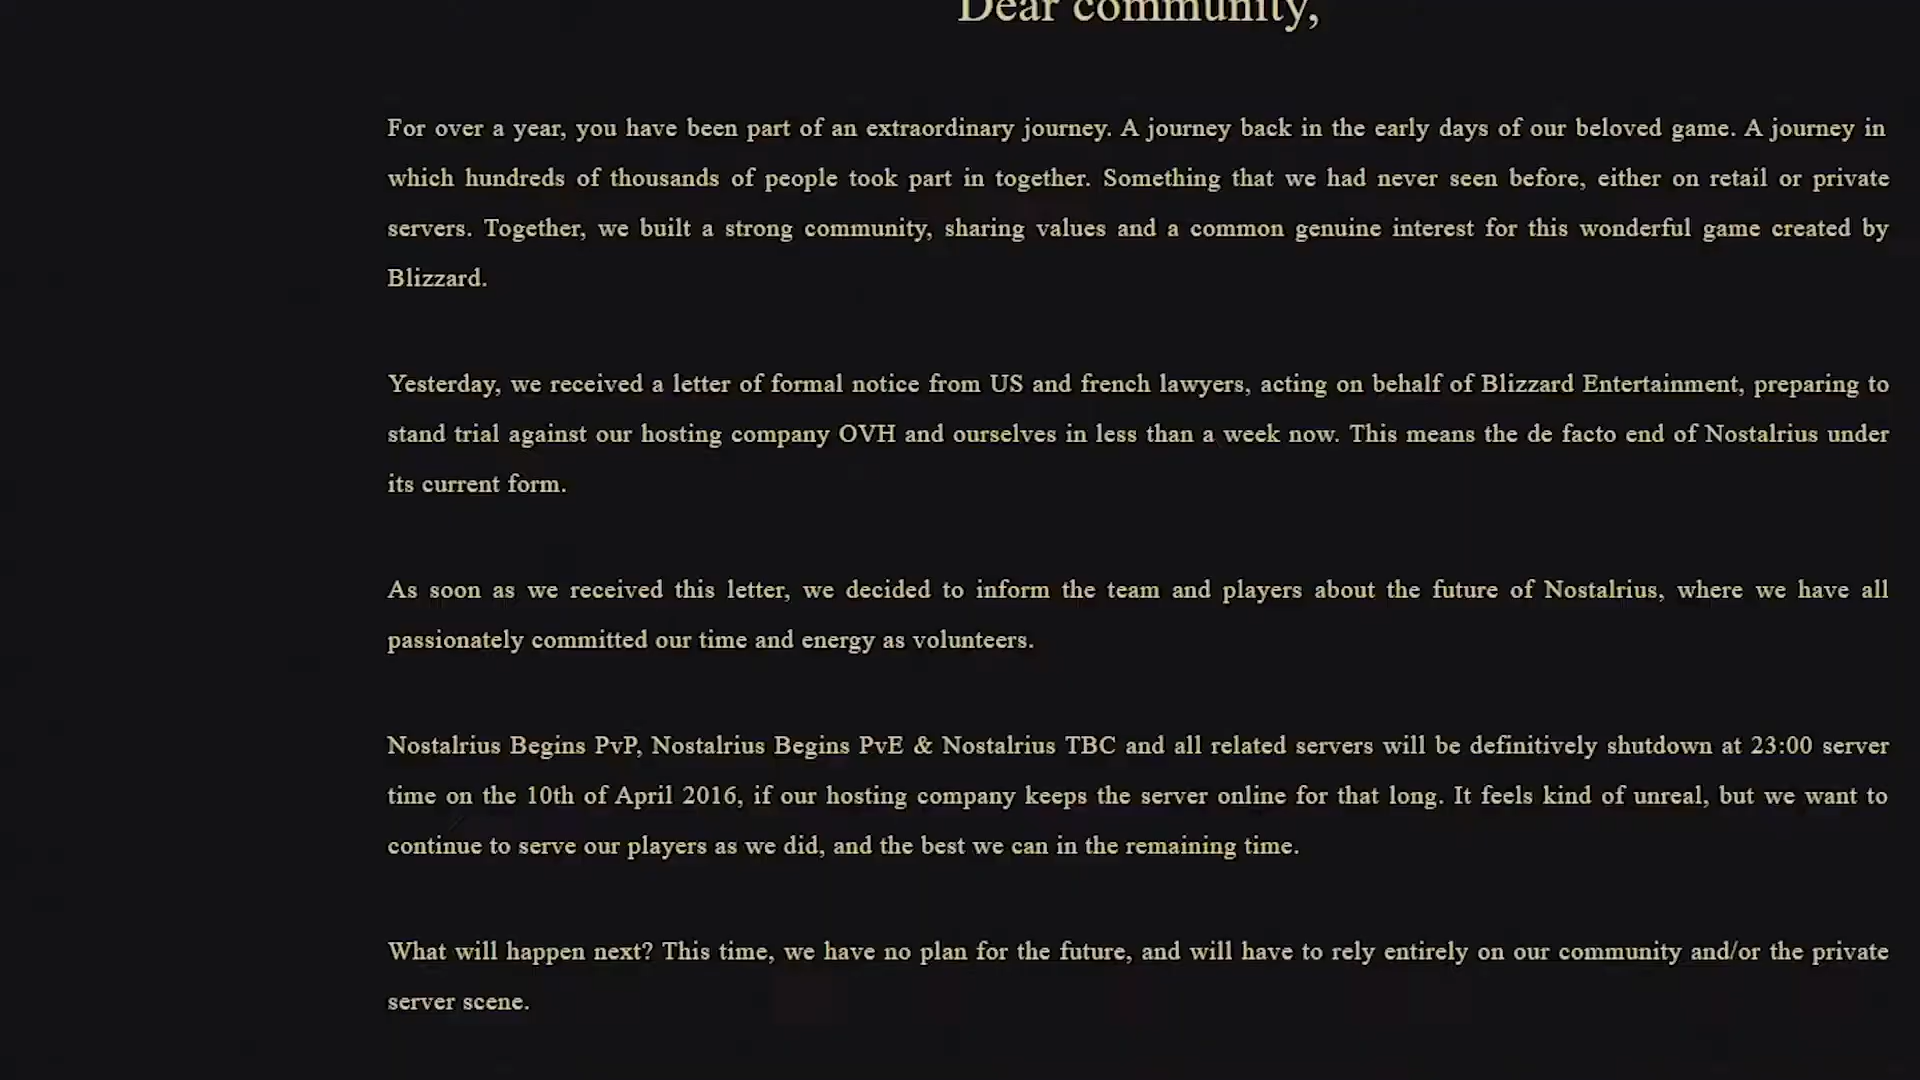 Dear community,
For over a year, you have been part of an extraordinary journey. A journey back in the early days of our beloved game. A journey in
which hundreds of thousands of people took part in together. Something that we had never seen before, either on retail or private
servers. Together, we built a strong community, sharing values and a common genuine interest for this wonderful game created by
Blizzard.
Yesterday, we received a letter of formal notice from US and french lawyers, acting on behalf of Blizzard Entertainment, preparing to
stand trial against our hosting company OVH and ourselves in less than a week now. This means the de facto end of Nostalrius under
its current form.
As soon as we received this letter, we decided to inform the team and players about the future of Nostalrius, where we have all
passionately committed our time and energy as volunteers.
Nostalrius Begins PvP, Nostalrius Begins PvE & Nostalrius TBC and all related servers will be definitively shutdown at 23:00 server
time on the 10th of April 2016, if our hosting company keeps the server online for that long. It feels kind of unreal, but we want to
continue to serve our players as we did, and the best we can in the remaining time.
What will happen next? This time, we have no plan for the future, and will have to rely entirely on our community and/or the private
server scene.